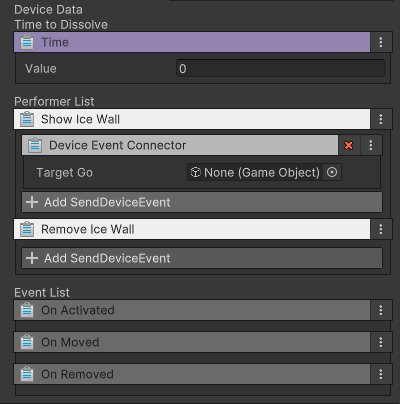 Device Data
Time to Dissolve
Time
Value 0
Performer List
Show Ice Wall
Device Event Connector
Target Go None (Game Object)
Add SendDeviceEvent
Remove Ice Wall
Add SendDeviceEvent
Event List
On Activated
On Moved
On Removed